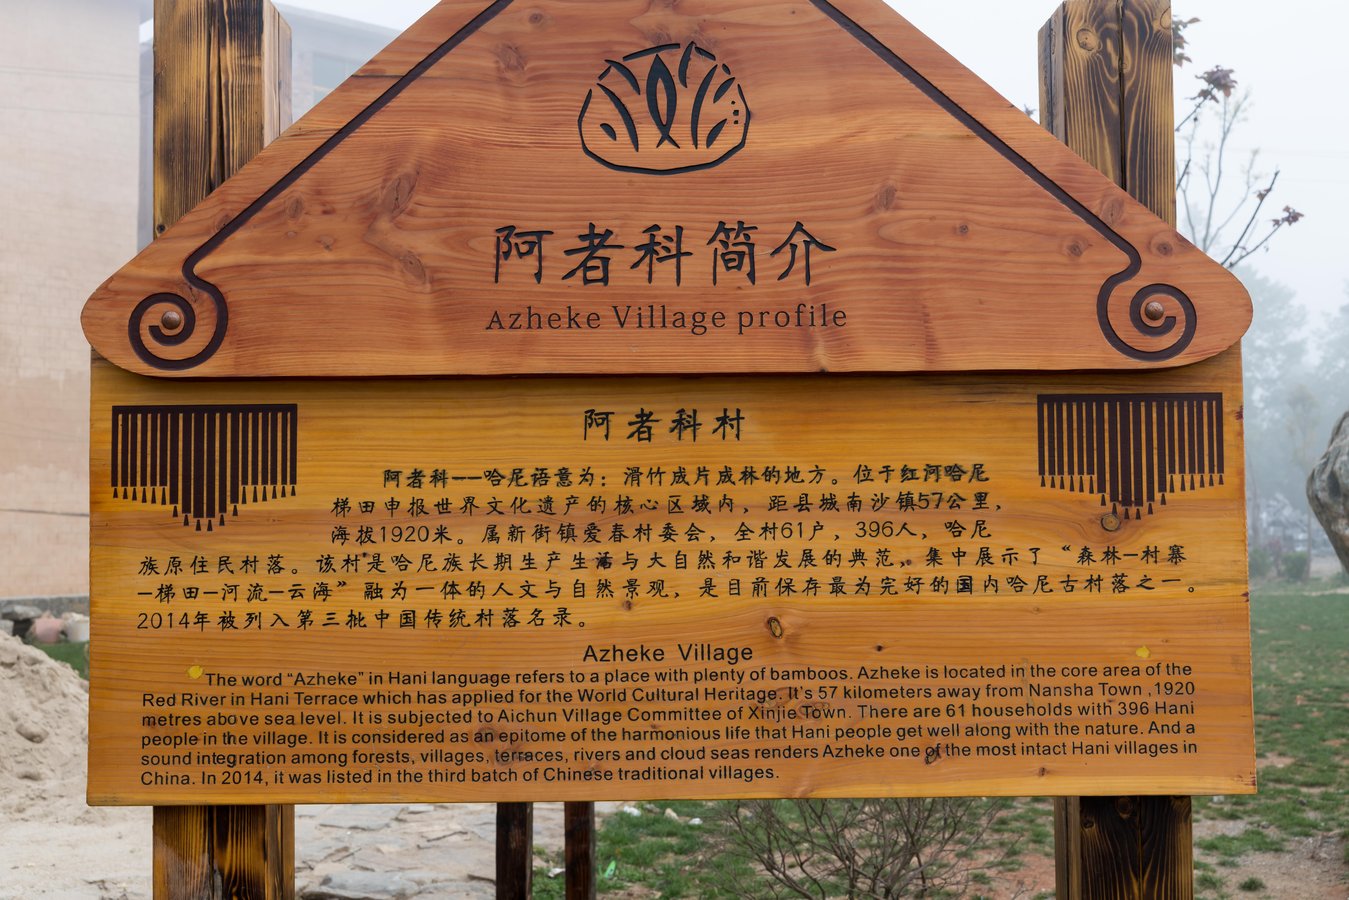 阿者科简介
Azheke Village profile
阿者科村
阿者科——哈尼语意为：滑竹成片成林的地方。位于红河哈尼
梯田申报世界文化遗产的核心区域内，距县城南沙镇57公里，
海拔1920米。属新街镇爱春村委会，全村61户，396人，哈尼
族原住民村落。该村是哈尼族长期生产生活与大自然和谐发展的典范，集中展示了“森林—村寨
—梯田—河流—云海”融为一体的人文与自然景观，是目前保存最为完好的国内哈尼古村落之一。
2014年被列入第三批中国传统村落名录。
Azheke Village
The word “Azheke” in Hani language refers to a place with plenty of bamboos. Azheke is located in the core area of the
Red River in Hani Terrace which has applied for the World Cultural Heritage. It's 57 kilometers away from Nansha Town ,1920
metres above sea level. It is subjected to Aichun Village Committee of Xinjie Town. There are 61 households with 396 Hani
people in the village. It is considered as an epitome of the harmonious life that Hani people get well along with the nature. And a
sound integration among forests, villages, terraces, rivers and cloud seas renders Azheke one of the most intact Hani villages in
China. In 2014, it was listed in the third batch of Chinese traditional villages.